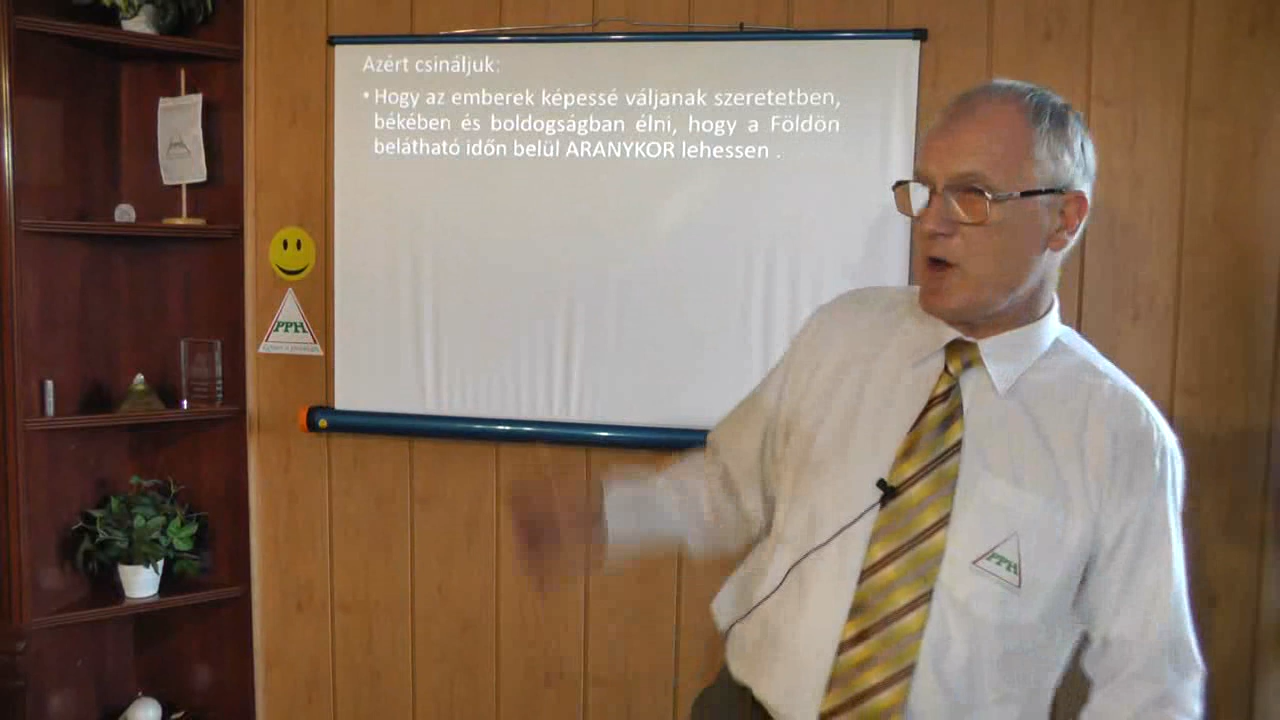 Azért csináljuk:
• Hogy az emberek képessé váljanak szeretetben,
békében és boldogságban élni, hogy a Földön
belátható időn belül ARANYKOR lehessen .
PPH
PPH